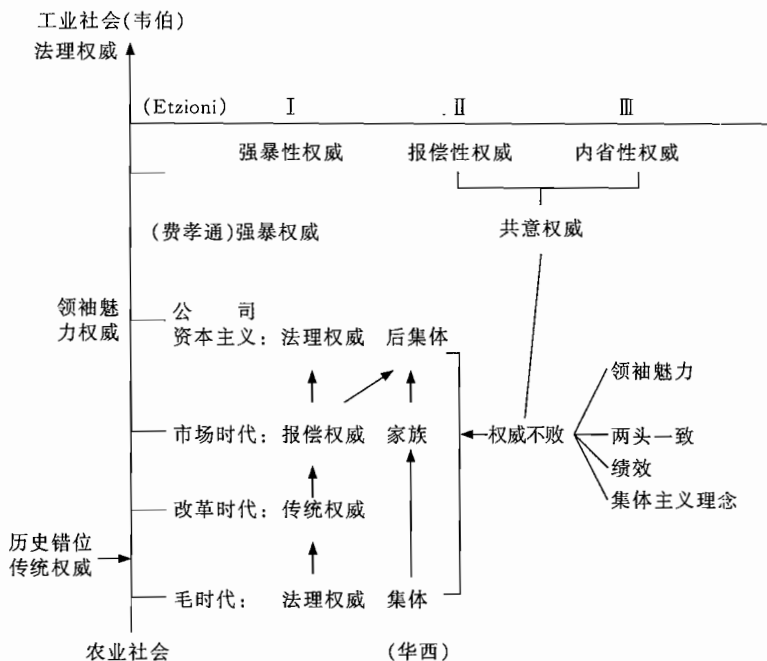 工业社会(韦伯)
法理权威
(Etzioni) Ⅰ Ⅱ Ⅲ
强暴性权威 报偿性权威 内省性权威
(费孝通)强暴权威 共意权威
领袖魅
力权威
公 司
资本主义：法理权威 后集体
领袖魅力
市场时代：报偿权威 家族 权威不败 两头一致
绩效
改革时代：传统权威 集体主义理念
历史错位
传统权威
毛时代：法理权威 集体
农业社会 (华西)